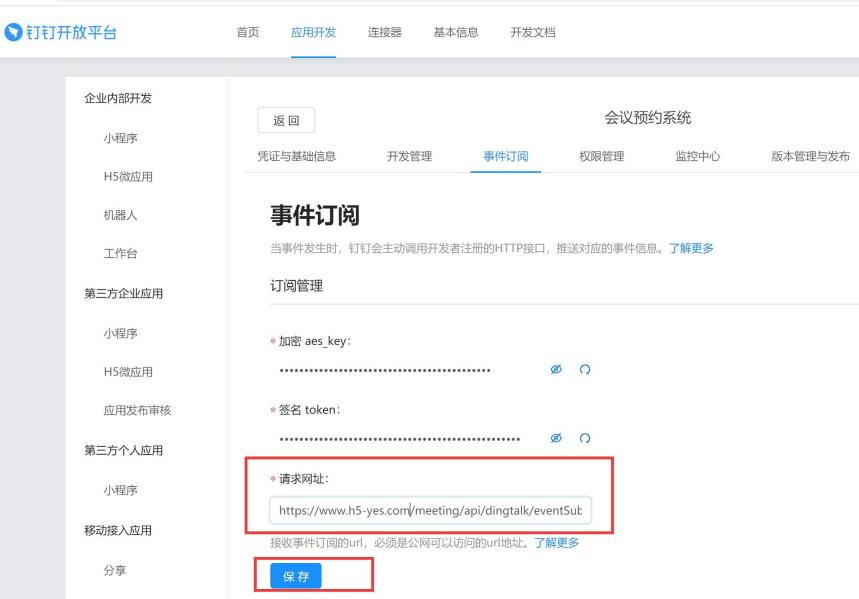 钉钉开放平台 首页 应用开发 连接器 基本信息 开发文档
企业内部开发
小程序
H5微应用
机器人
工作台
第三方企业应用
小程序
H5微应用
应用发布审核
第三方个人应用
小程序
移动接入应用
分享
返 回 会议预约系统
凭证与基础信息 开发管理 事件订阅 权限管理 监控中心 版本管理与发布
事件订阅
当事件发生时，钉钉会主动调用开发者注册的HTTP接口，推送对应的事件信息。了解更多
订阅管理
* 加密 aes_key：
* 签名 token：
* 请求网址：
https://www.h5-yes.com/meeting/api/dingtalk/eventSub
接收事件订阅的url，必须是公网可以访问的url地址。了解更多
保 存